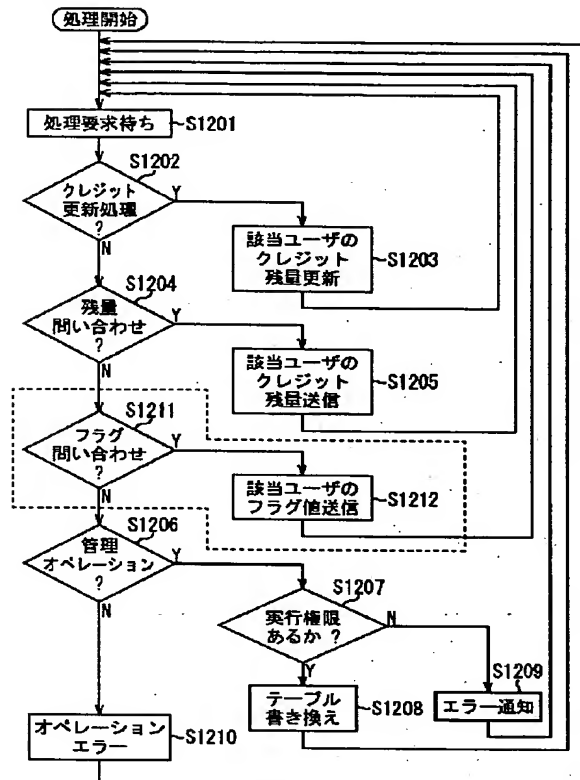 処理開始
処理要求待ち
S1201
S1202
クレジット
更新処理
?
Y
N
該当ユーザの
クレジット
残量更新
S1203
S1204
残量
問い合わせ
?
Y
N
該当ユーザの
クレジット
残量送信
S1205
S1211
フラグ
問い合わせ
?
Y
N
該当ユーザの
フラグ値送信
S1212
S1206
管理
オペレーション
?
Y
N
S1207
実行権限
あるか ?
N
Y
テーブル
書き換え
S1208
S1209
エラー通知
オペレーション
エラー
S1210